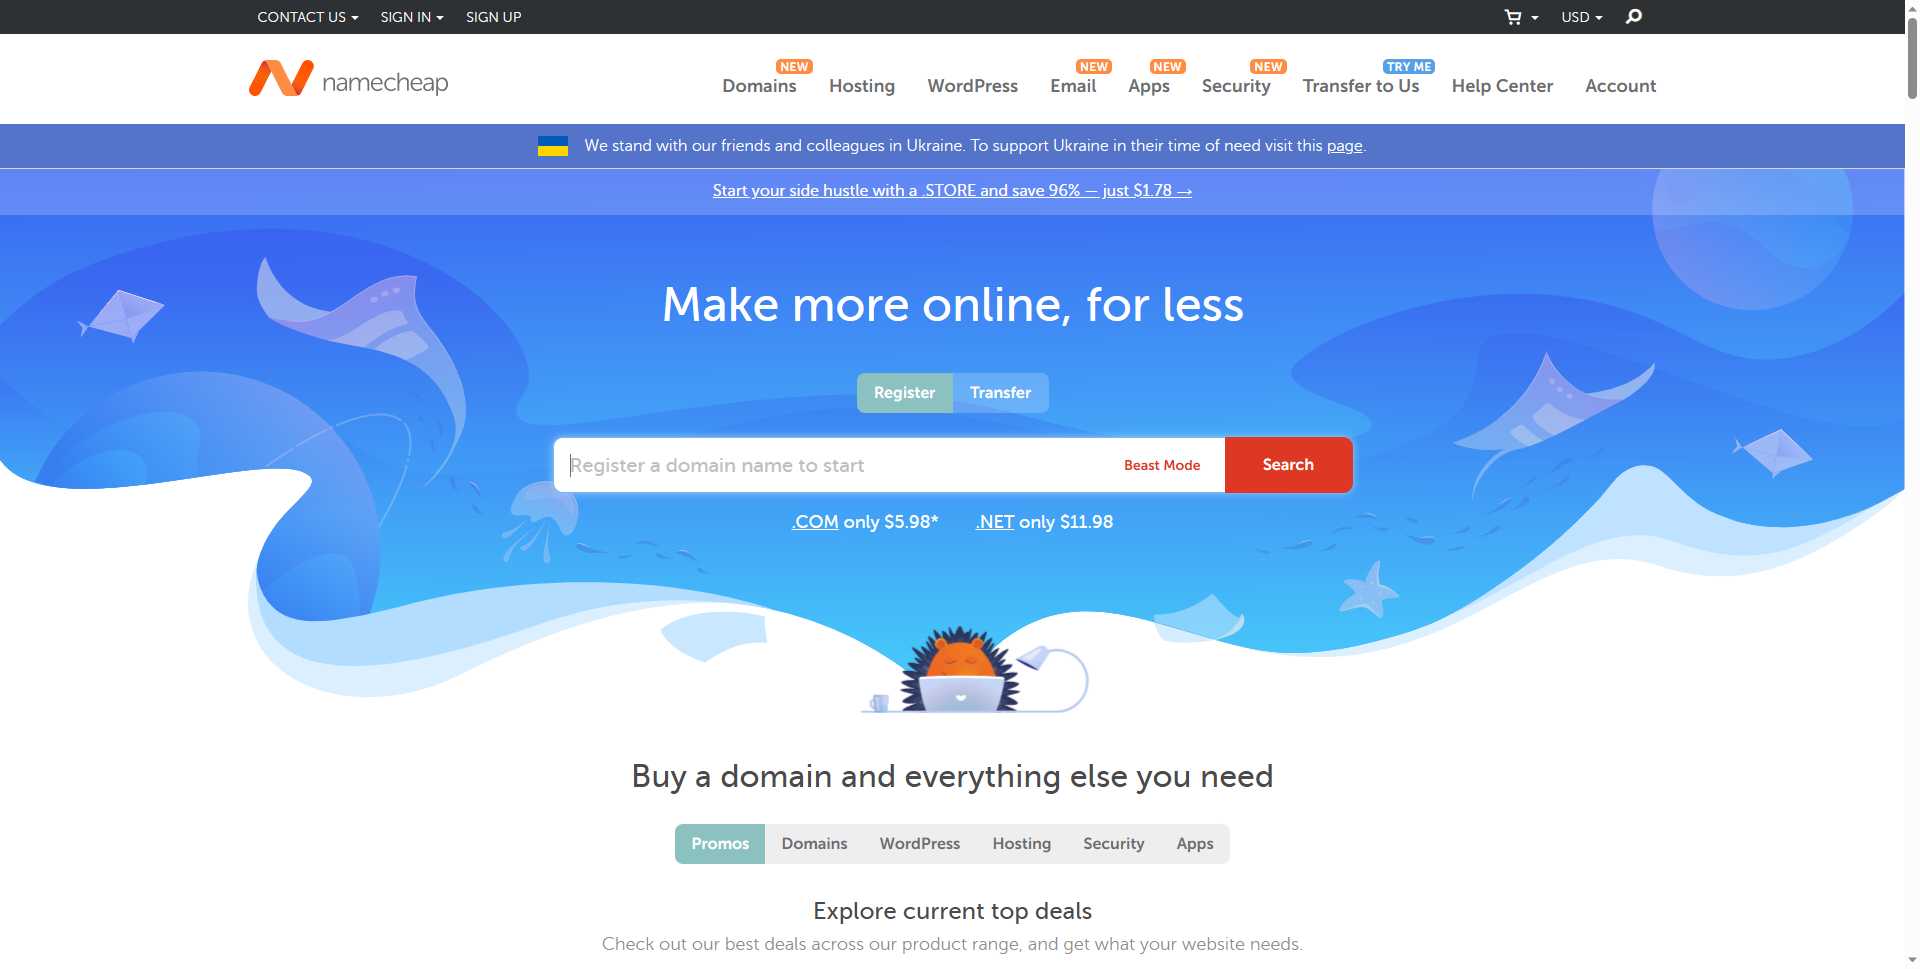 CONTACT US SIGN IN SIGN UP USD
namecheap
NEW NEW NEW NEW TRY ME
Domains Hosting WordPress Email Apps Security Transfer to Us Help Center Account
We stand with our friends and colleagues in Ukraine. To support Ukraine in their time of need visit this page.
Start your side hustle with a .STORE and save 96% — just $1.78 →
Make more online, for less
Register Transfer
Register a domain name to start Beast Mode Search
.COM only $5.98* .NET only $11.98
Buy a domain and everything else you need
Promos Domains WordPress Hosting Security Apps
Explore current top deals
Check out our best deals across our product range, and get what your website needs.